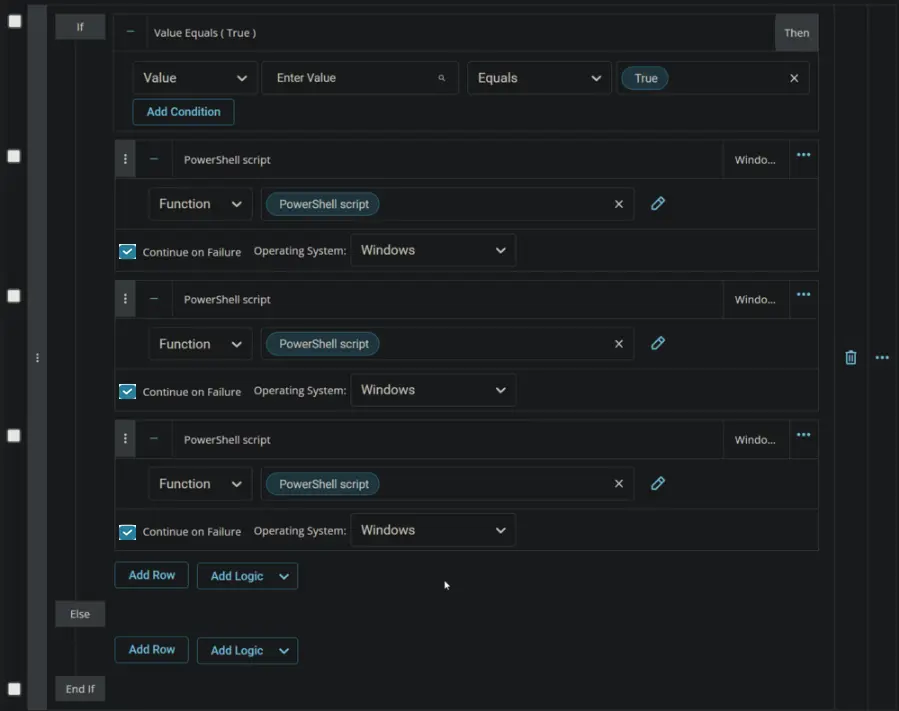 If
Value Equals ( True )
Then
Value Enter Value Equals True
Add Condition
PowerShell script Windo...
Function PowerShell script
Continue on Failure Operating System: Windows
PowerShell script Windo...
Function PowerShell script
Continue on Failure Operating System: Windows
PowerShell script Windo...
Function PowerShell script
Continue on Failure Operating System: Windows
Add Row Add Logic
Else
Add Row Add Logic
End If